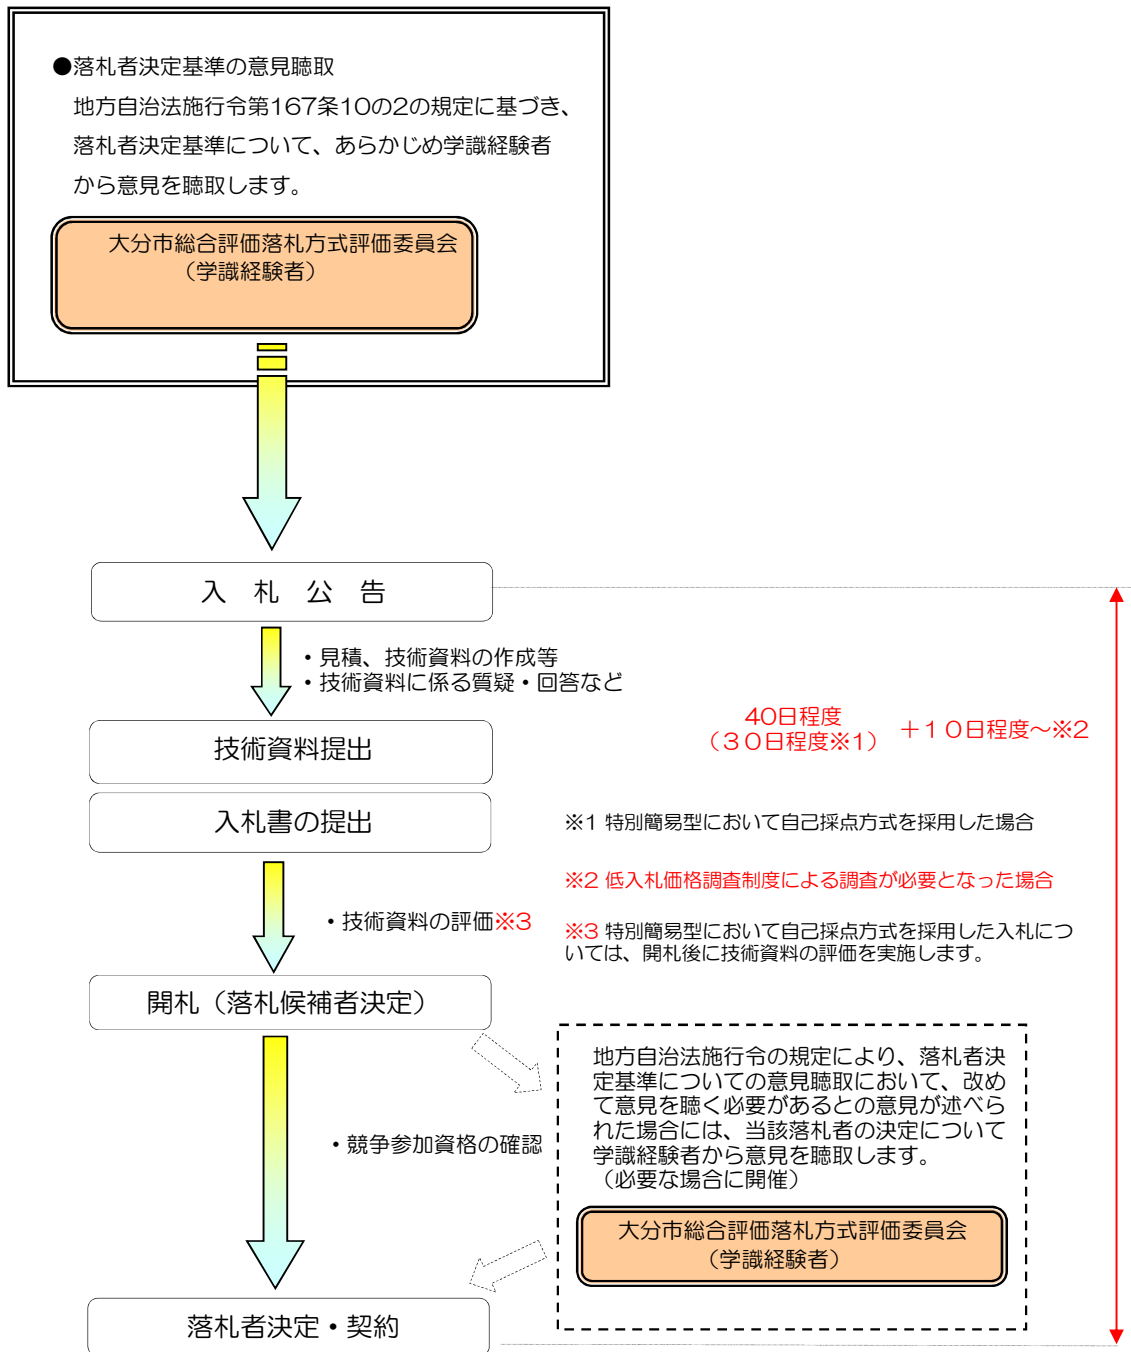 ●落札者決定基準の意見聴取
地方自治法施行令第167条10の2の規定に基づき、
落札者決定基準について、あらかじめ学識経験者
から意見を聴取します。
大分市総合評価落札方式評価委員会
（学識経験者）
入 札 公 告
・見積、技術資料の作成等
・技術資料に係る質疑・回答など
技術資料提出
40日程度
（３０日程度※1）
＋１０日程度～※2
入札書の提出
※1 特別簡易型において自己採点方式を採用した場合
※2 低入札価格調査制度による調査が必要となった場合
・技術資料の評価※3
※3 特別簡易型において自己採点方式を採用した入札につ
いては、開札後に技術資料の評価を実施します。
開札（落札候補者決定）
地方自治法施行令の規定により、落札者決
定基準についての意見聴取において、改め
て意見を聴く必要があるとの意見が述べら
れた場合には、当該落札者の決定について
学識経験者から意見を聴取します。
（必要な場合に開催）
・競争参加資格の確認
大分市総合評価落札方式評価委員会
（学識経験者）
落札者決定・契約